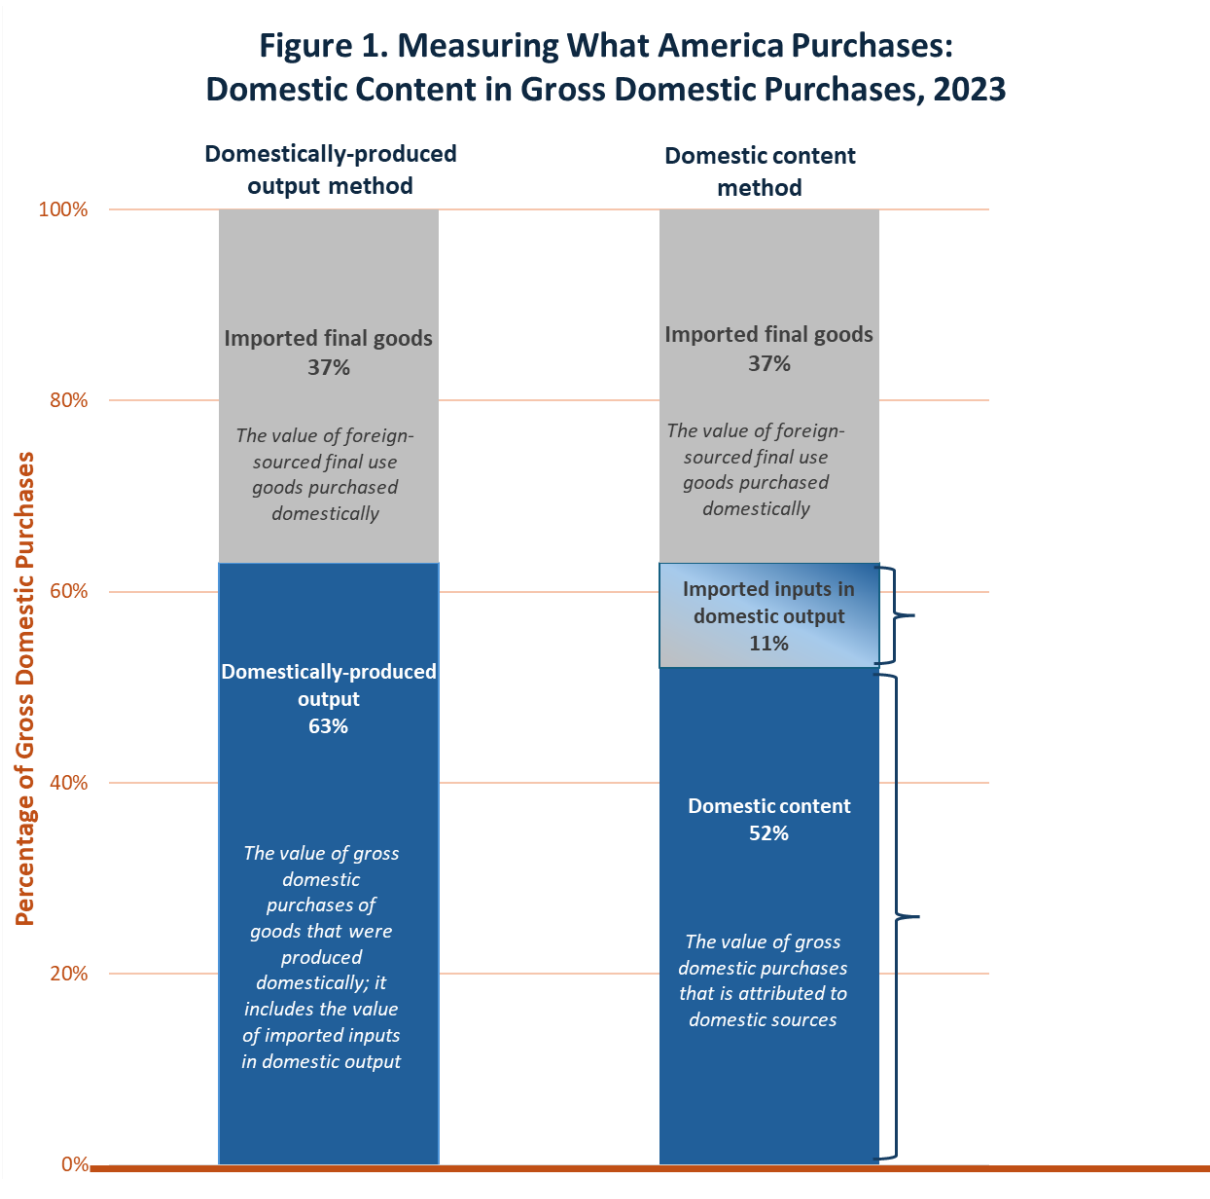 Figure 1. Measuring What America Purchases:
Domestic Content in Gross Domestic Purchases, 2023
Domestically-produced
output method
Domestic content
method
100%
80%
60%
40%
20%
0%
Percentage of Gross Domestic Purchases
Imported final goods
37%
The value of foreign-
sourced final use
goods purchased
domestically
Domestically-produced
output
63%
The value of gross
domestic
purchases of
goods that were
produced
domestically; it
includes the value
of imported inputs
in domestic output
Imported final goods
37%
The value of foreign-
sourced final use
goods purchased
domestically
Imported inputs in
domestic output
11%
Domestic content
52%
The value of gross
domestic purchases
that is attributed to
domestic sources